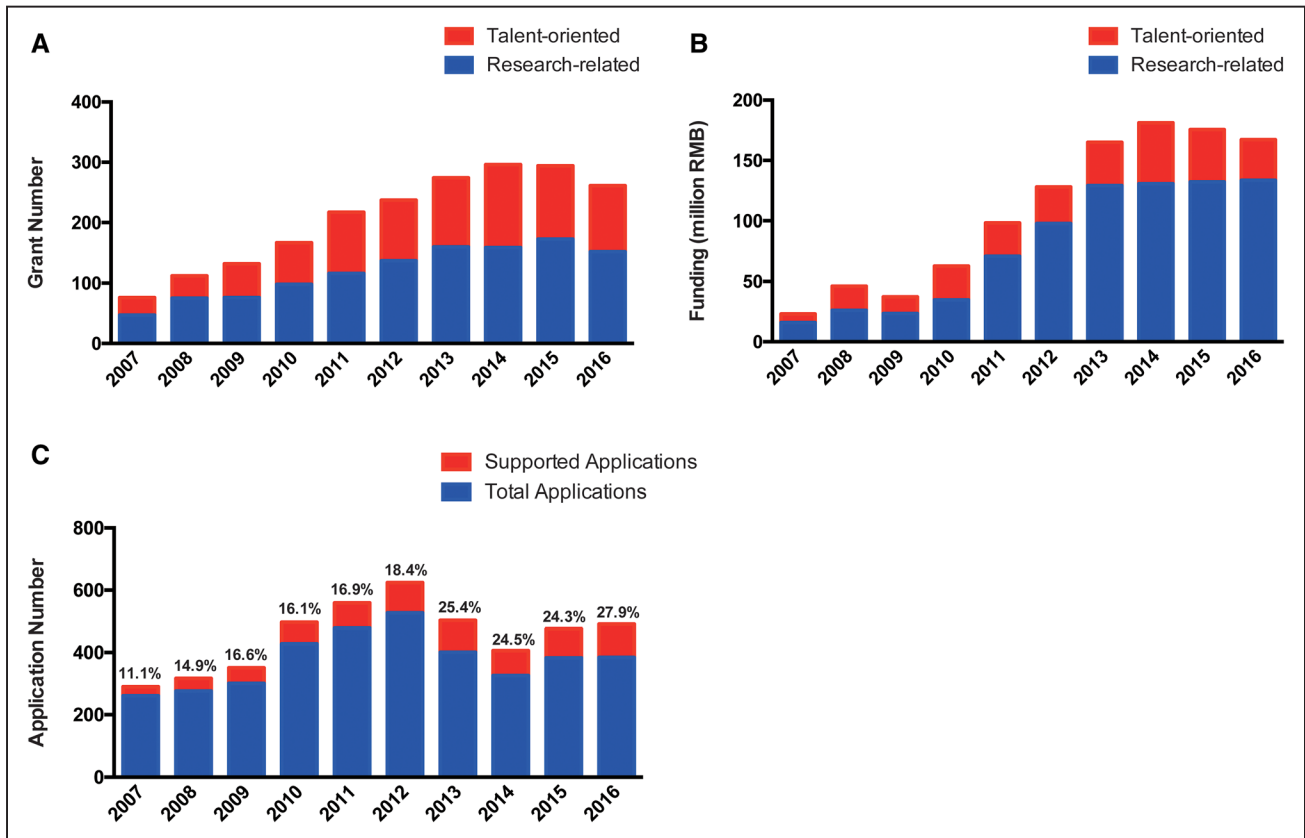 A
Talent-oriented
Research-related
Grant Number
400
300
200
100
0
2007 2008 2009 2010 2011 2012 2013 2014 2015 2016
B
Talent-oriented
Research-related
Funding (million RMB)
200
150
100
50
0
2007 2008 2009 2010 2011 2012 2013 2014 2015 2016
C
Supported Applications
Total Applications
Application Number
800
600
400
200
0
11.1% 14.9% 16.6% 16.1% 16.9% 18.4% 25.4% 24.5% 24.3% 27.9%
2007 2008 2009 2010 2011 2012 2013 2014 2015 2016